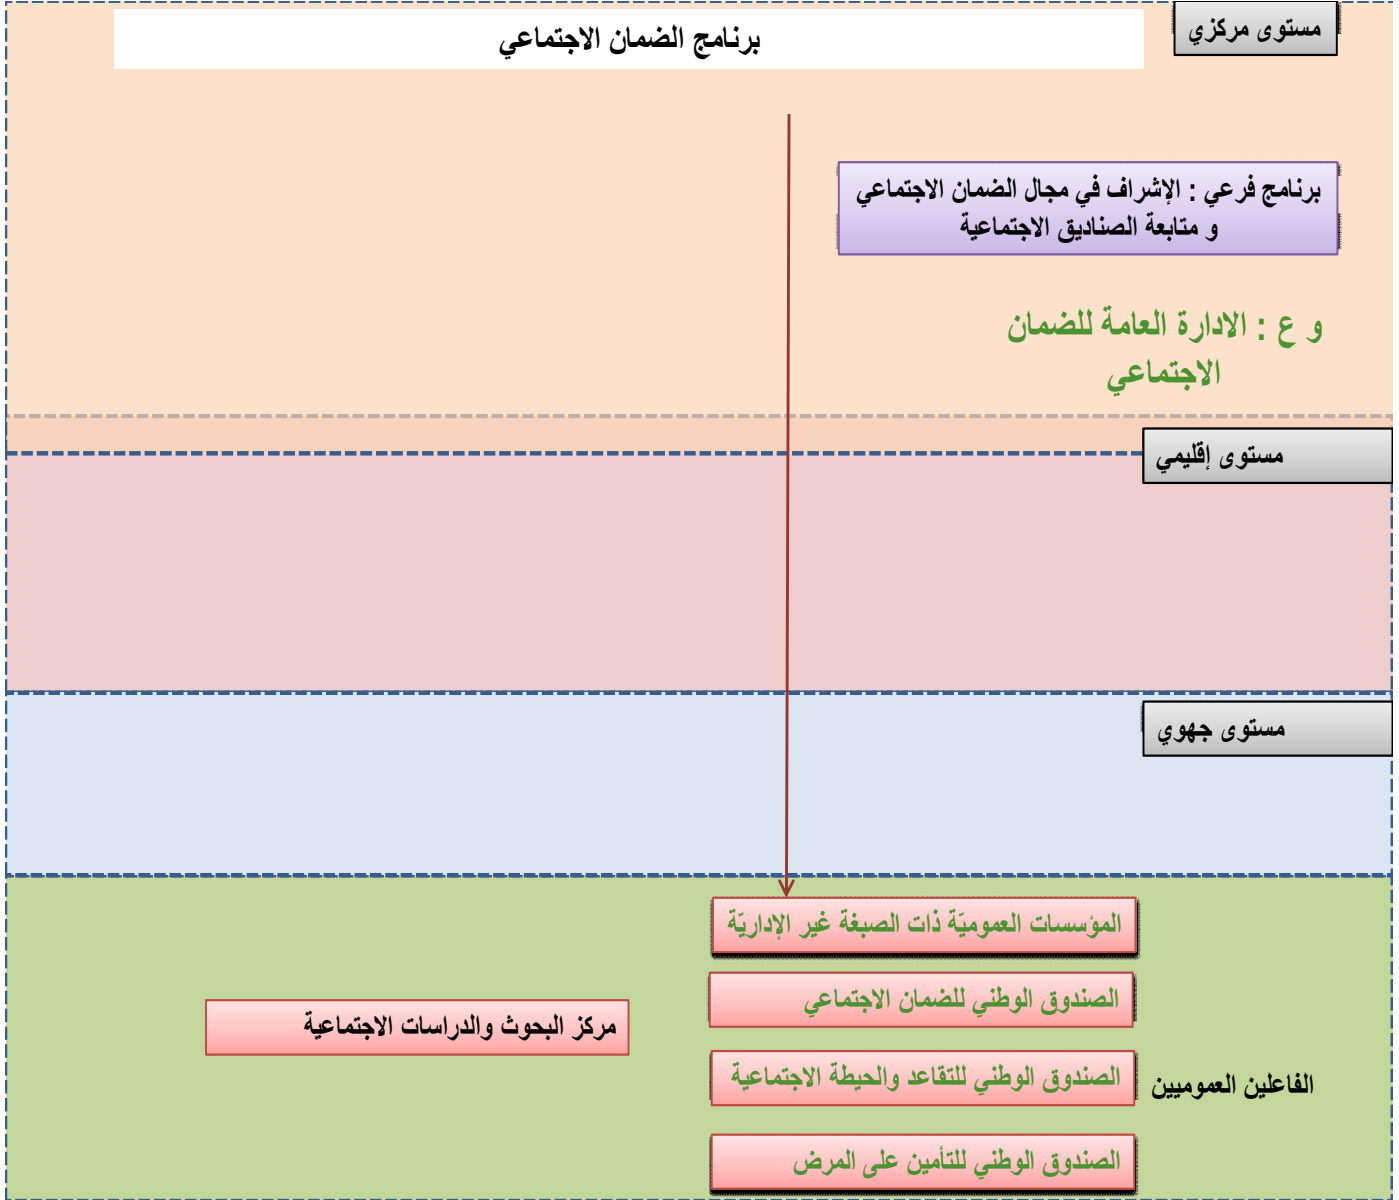 مستوى مركزي
برنامج الضمان الاجتماعي
برنامج فرعي : الإشراف في مجال الضمان الاجتماعي
و متابعة الصناديق الاجتماعية
و ع : الادارة العامة للضمان
الاجتماعي
مستوى إقليمي
مستوى جهوي
المؤسسات العموميّة ذات الصبغة غير الإداريّة
الصندوق الوطني للضمان الاجتماعي
مركز البحوث والدراسات الاجتماعية
الفاعلين العموميين
الصندوق الوطني للتقاعد والحيطة الاجتماعية
الصندوق الوطني للتأمين على المرض